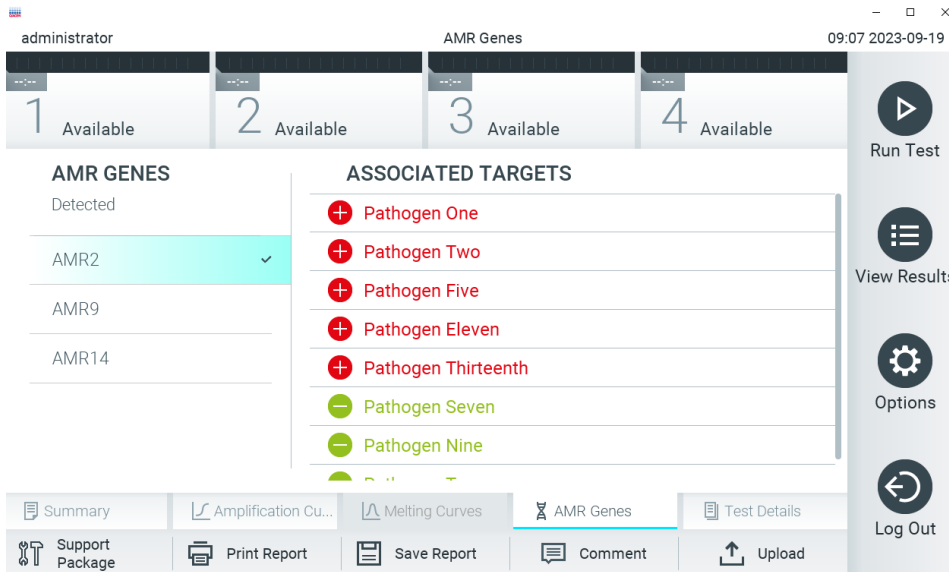 administrator
AMR Genes
09:07 2023-09-19
--:--
1 Available
--:--
2 Available
--:--
3 Available
--:--
4 Available
Run Test
View Results
Options
Log Out
AMR GENES
Detected
AMR2
AMR9
AMR14
ASSOCIATED TARGETS
Pathogen One
Pathogen Two
Pathogen Five
Pathogen Eleven
Pathogen Thirteenth
Pathogen Seven
Pathogen Nine
Summary
Amplification Cu...
Melting Curves
AMR Genes
Test Details
Support
Package
Print Report
Save Report
Comment
Upload